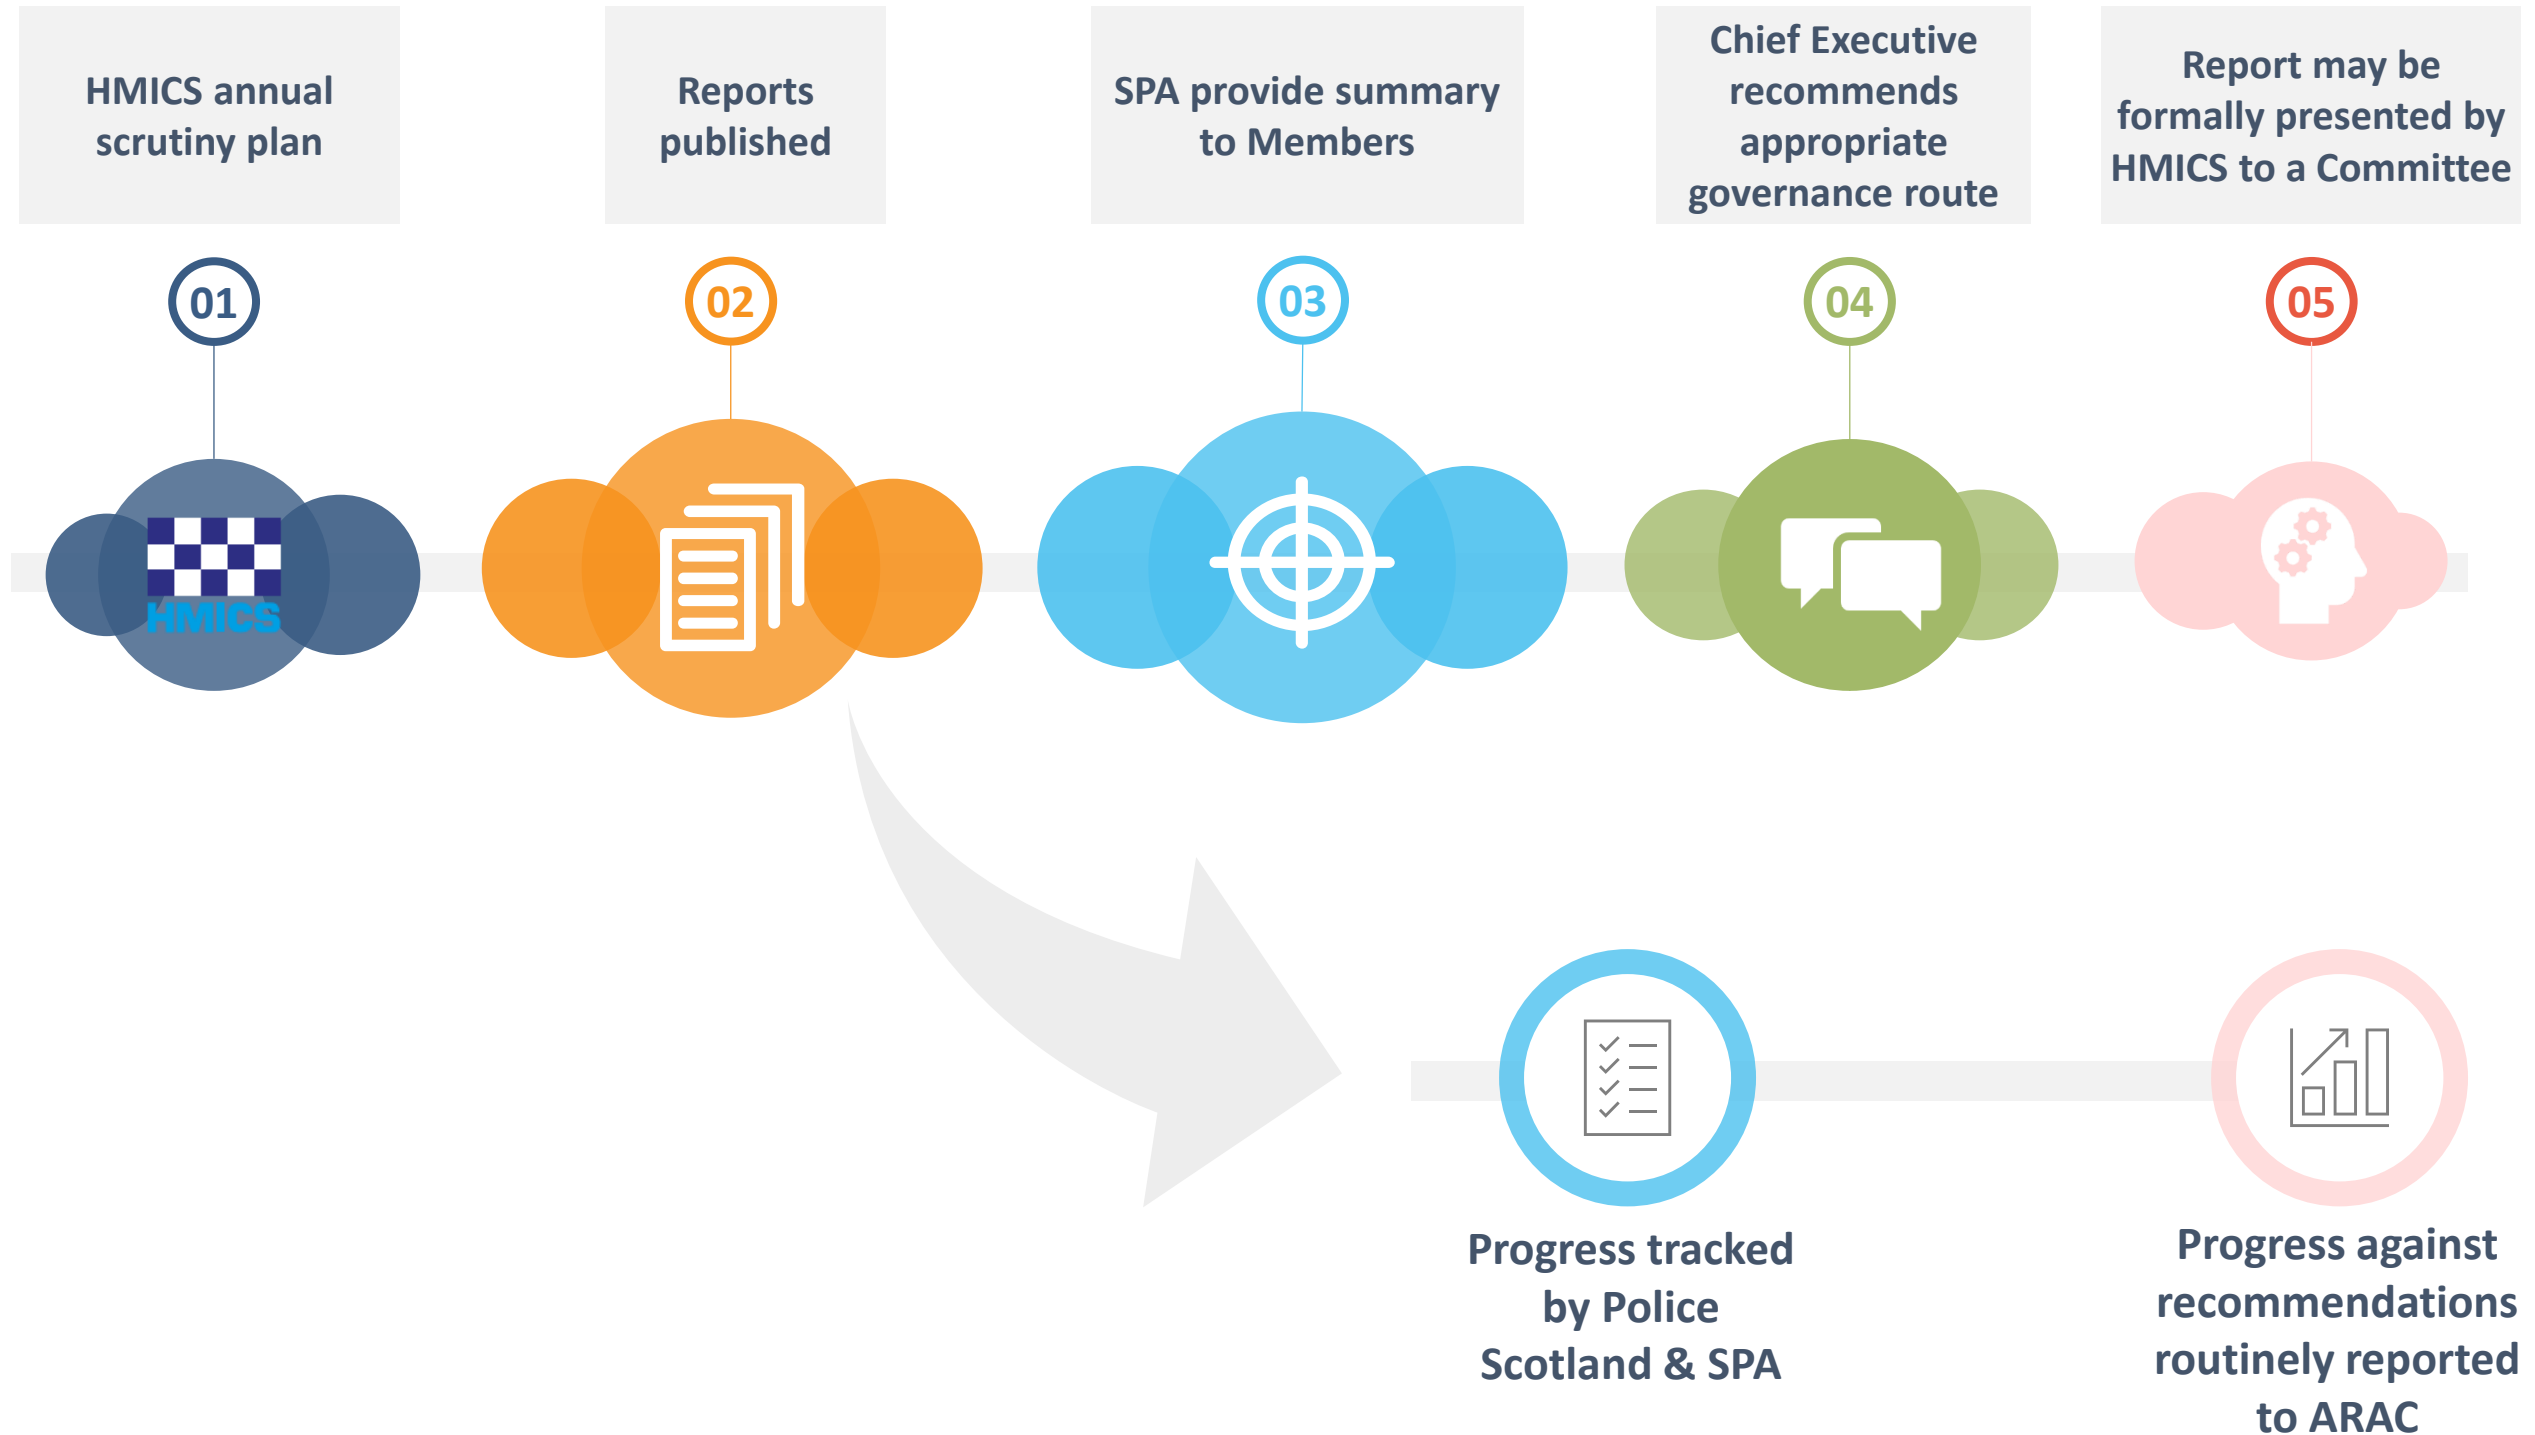 HMICS annual
scrutiny plan
Reports
published
SPA provide summary
to Members
Chief Executive
recommends
appropriate
governance route
Report may be
formally presented by
HMICS to a Committee
01
02
03
04
05
HMICS
Progress tracked
by Police
Scotland & SPA
Progress against
recommendations
routinely reported
to ARAC